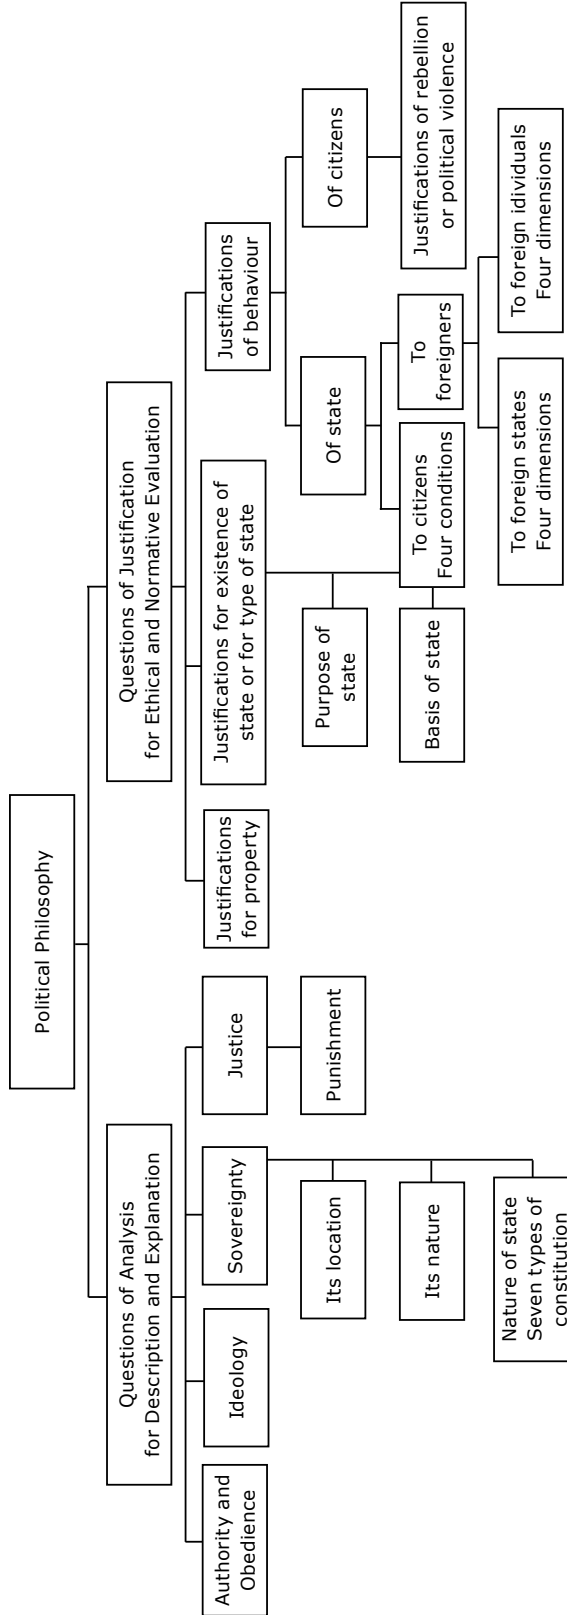 Political Philosophy
Questions of Analysis
for Description and Explanation
Questions of Justification
for Ethical and Normative Evaluation
Authority and
Obedience
Ideology
Sovereignty
Justice
Justifications
for property
Justifications for existence of
state or for type of state
Justifications
of behaviour
Its location
Punishment
Purpose of
state
Of state
Of citizens
Its nature
Basis of state
To citizens
Four conditions
To
foreigners
Justifications of rebellion
or political violence
Nature of state
Seven types of
constitution
To foreign states
Four dimensions
To foreign idividuals
Four dimensions